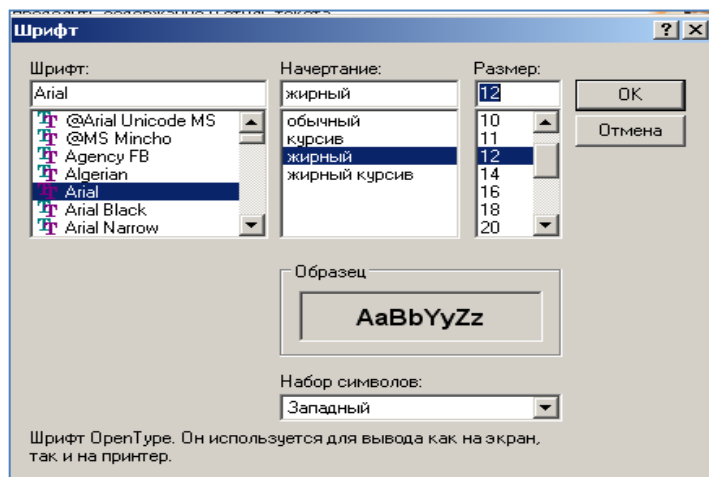 Шрифт
Шрифт:
Arial
@Arial Unicode MS
@MS Mincho
Agency FB
Algerian
Arial
Arial Black
Arial Narrow
Начертание:
жирный
обычный
курсив
жирный
жирный курсив
Размер:
12
10
11
12
14
16
18
20
OK
Отмена
Образец
AaBbYyZz
Набор символов:
Западный
Шрифт OpenType. Он используется для вывода как на экран,
так и на принтер.